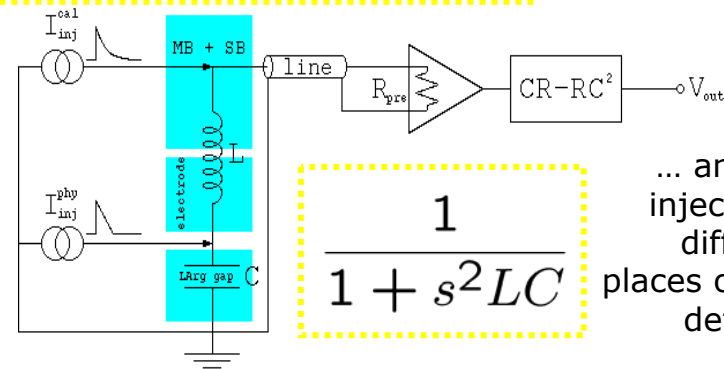 I_inj^cal
MB + SB
line
R_pre
CR-RC²
V_out
L
electrode
I_inj^phy
LArg gap C
1
1 + s²LC
… an
injec
diff
places o
det